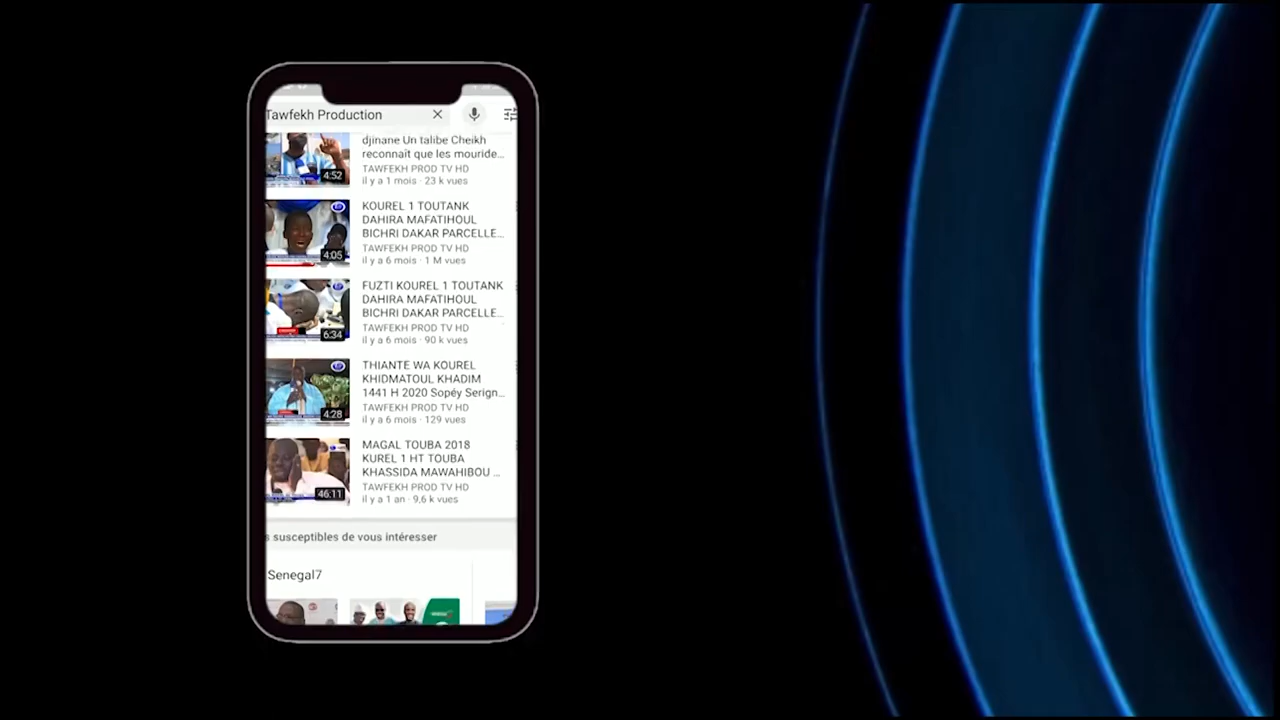 Tawfekh Production
djinane Un talibe Cheikh
reconnait que les mouride...
TAWFEKH PROD TV HD
il y a 1 mois · 23 k vues
4:52
KOUREL 1 TOUTANK
DAHIRA MAFATIHOUL
BICHRI DAKAR PARCELLE...
TAWFEKH PROD TV HD
il y a 6 mois · 1 M vues
4:05
FUZTI KOUREL 1 TOUTANK
DAHIRA MAFATIHOUL
BICHRI DAKAR PARCELLE...
TAWFEKH PROD TV HD
il y a 6 mois · 90 k vues
6:34
THIANTE WA KOUREL
KHIDMATOUL KHADIM
1441 H 2020 Sopéy Serign...
TAWFEKH PROD TV HD
il y a 6 mois · 129 vues
4:28
MAGAL TOUBA 2018
KUREL 1 HT TOUBA
KHASSIDA MAWAHIBOU ...
TAWFEKH PROD TV HD
il y a 1 an · 9,6 k vues
46:11
s susceptibles de vous intéresser
Senegal7